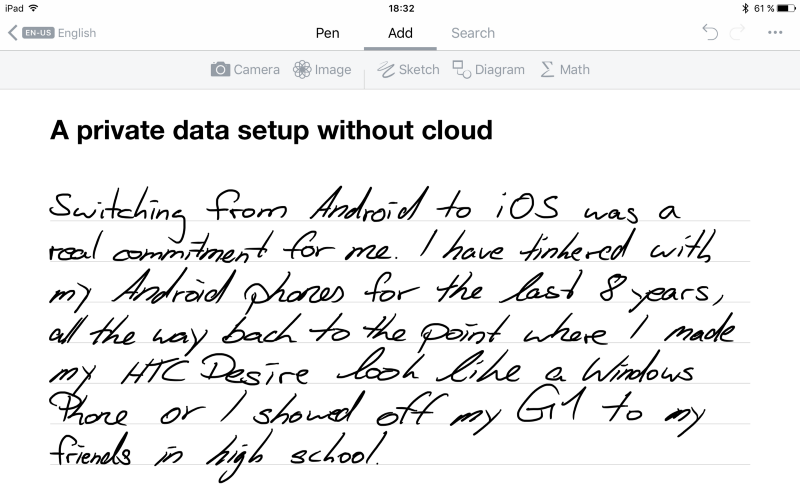 iPad 18:32 61 %
EN-US English Pen Add Search
Camera Image Sketch Diagram Math
A private data setup without cloud
Switching from Android to iOS was a
real commitment for me. I have tinkered with
my Android phones for the last 8 years,
all the way back to the point where I made
my HTC Desire look like a Windows
Phone or I showed off my G1 to my
friends in high school.